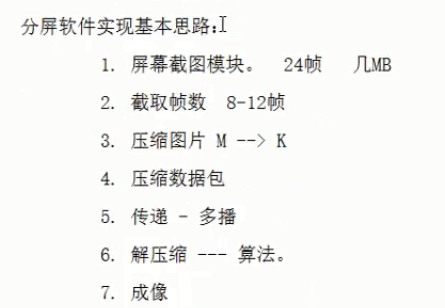 分屏软件实现基本思路:
1. 屏幕截图模块。 24帧 几MB
2. 截取帧数 8-12帧
3. 压缩图片 M --> K
4. 压缩数据包
5. 传递 - 多播
6. 解压缩 --- 算法。
7. 成像